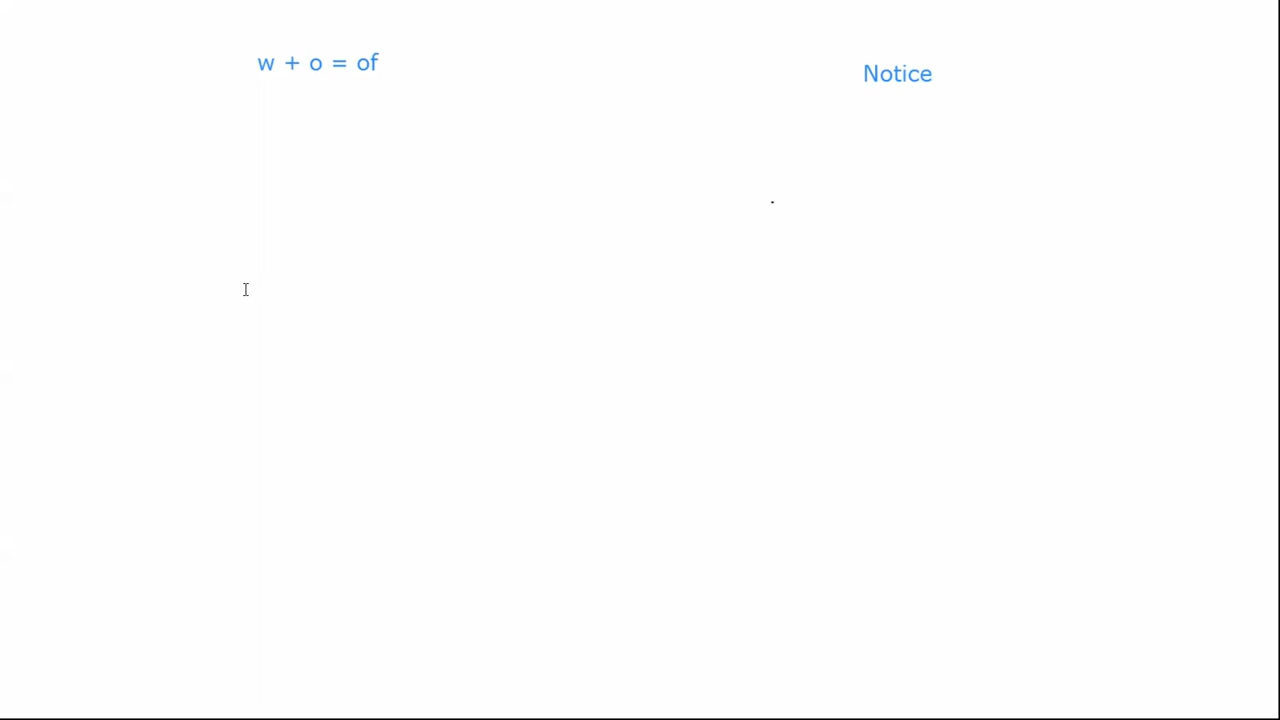 w + o = of
Notice
.